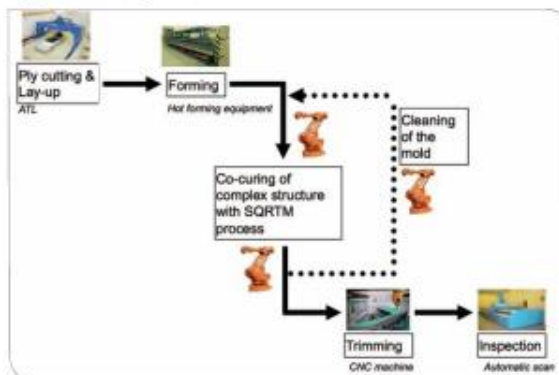 Ply cutting &
Lay-up
ATL
Forming
Hot forming equipment
Cleaning
of the
mold
Co-curing of
complex structure
with SQRTM
process
Trimming
CNC machine
Inspection
Automatic scan